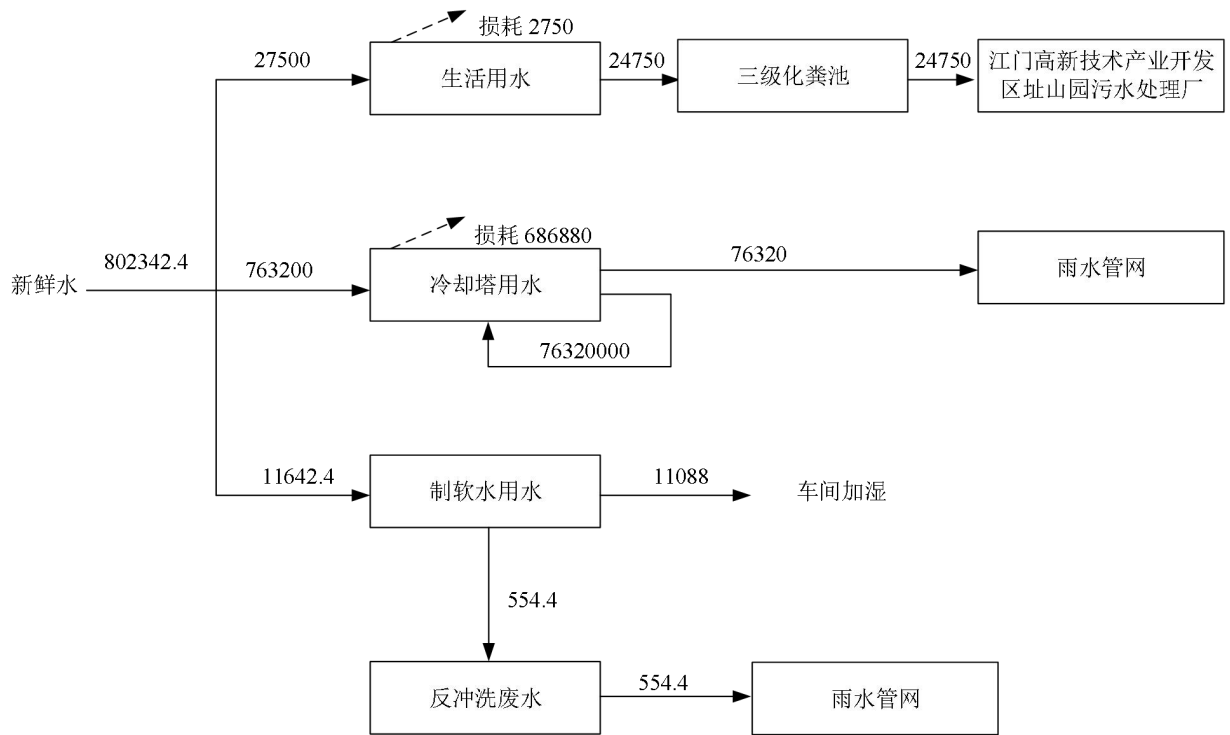 损耗 2750
27500
生活用水
24750
三级化粪池
24750
江门高新技术产业开发
区址山园污水处理厂
损耗 686880
新鲜水
802342.4
763200
冷却塔用水
76320
雨水管网
76320000
11642.4
制软水用水
11088
车间加湿
554.4
反冲洗废水
554.4
雨水管网